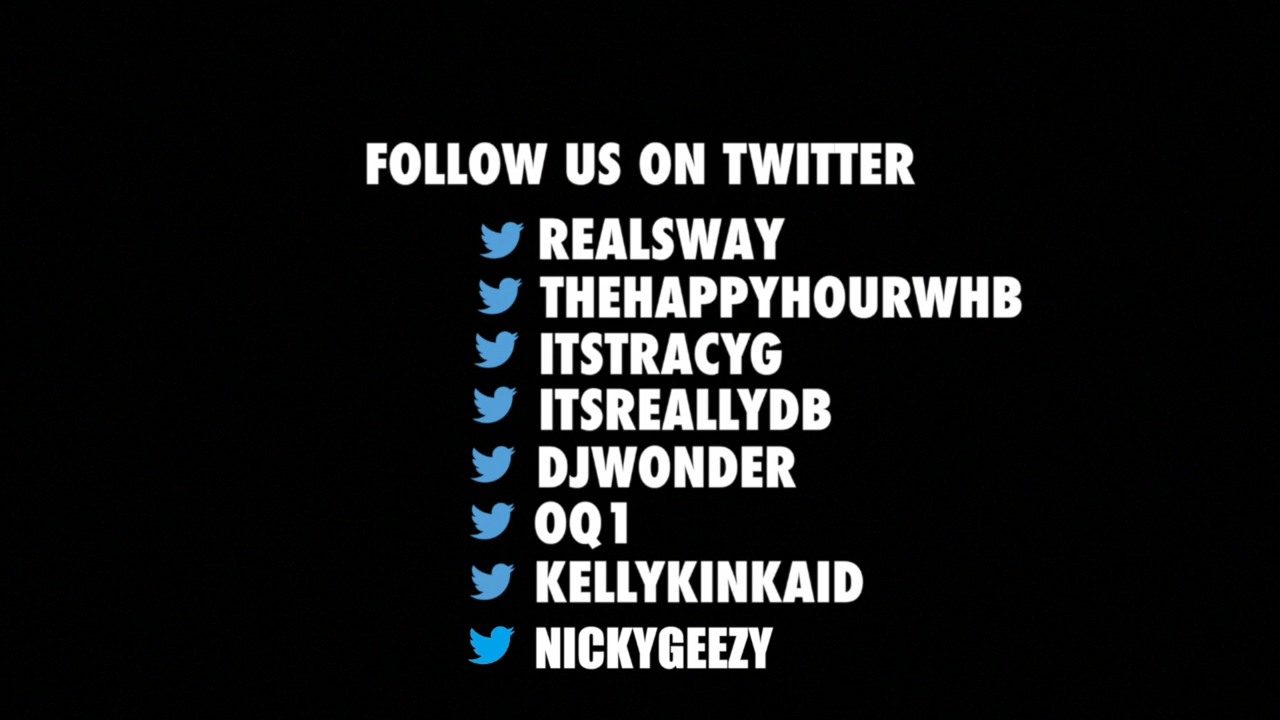 FOLLOW US ON TWITTER
REALSWAY
THEHAPPYHOURWHB
ITSTRACYG
ITSREALLYDB
DJWONDER
OQ1
KELLYKINKAID
NICKYGEEZY